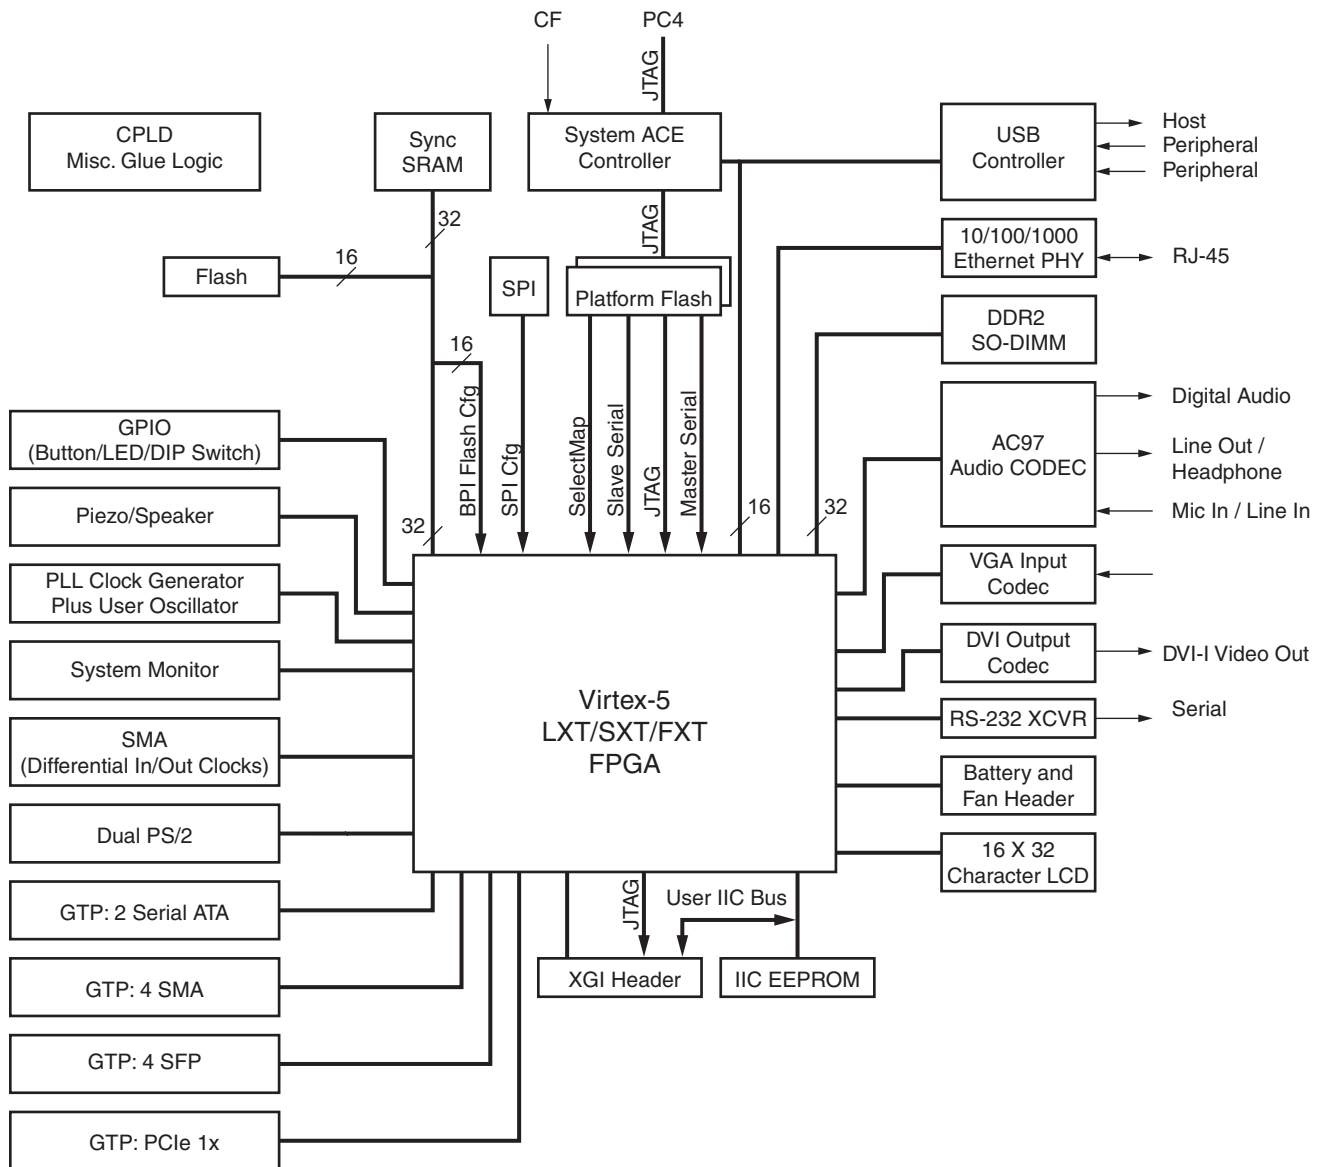 CF
PC4
JTAG
CPLD
Misc. Glue Logic
Sync
SRAM
System ACE
Controller
USB
Controller
Host
Peripheral
Peripheral
32
JTAG
10/100/1000
Ethernet PHY
RJ-45
16
Flash
SPI
Platform Flash
DDR2
SO-DIMM
16
BPI Flash Cfg
SPI Cfg
SelectMap
Slave Serial
JTAG
Master Serial
AC97
Audio CODEC
Digital Audio
Line Out /
Headphone
Mic In / Line In
GPIO
(Button/LED/DIP Switch)
Piezo/Speaker
32
16
32
PLL Clock Generator
Plus User Oscillator
VGA Input
Codec
System Monitor
DVI Output
Codec
DVI-I Video Out
Virtex-5
LXT/SXT/FXT
FPGA
RS-232 XCVR
Serial
SMA
(Differential In/Out Clocks)
Battery and
Fan Header
Dual PS/2
16 X 32
Character LCD
GTP: 2 Serial ATA
JTAG
User IIC Bus
GTP: 4 SMA
XGI Header
IIC EEPROM
GTP: 4 SFP
GTP: PCIe 1x